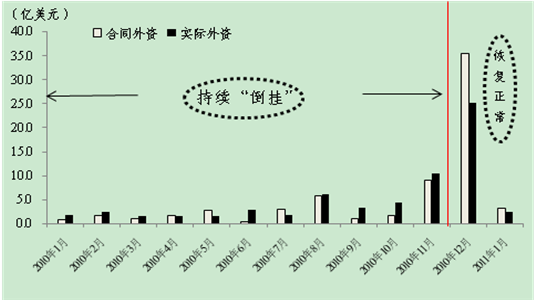 （亿美元）
合同外资 实际外资
40.0
35.0
30.0
25.0
20.0
15.0
10.0
5.0
0.0
持续“倒挂”
恢复正常
2010年1月
2010年2月
2010年3月
2010年4月
2010年5月
2010年6月
2010年7月
2010年8月
2010年9月
2010年10月
2010年11月
2010年12月
2011年1月